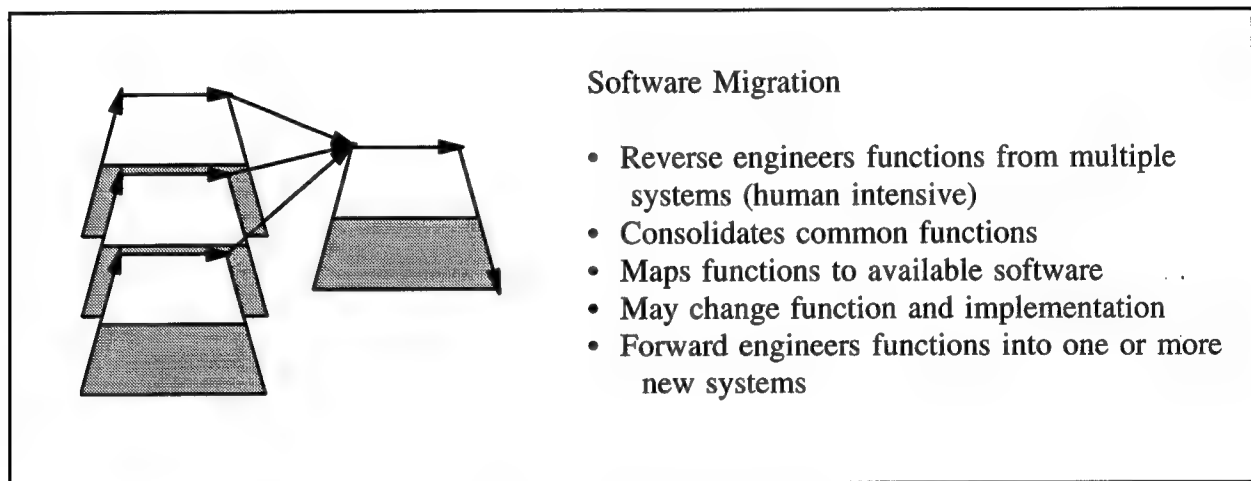 Software Migration
• Reverse engineers functions from multiple
systems (human intensive)
• Consolidates common functions
• Maps functions to available software
• May change function and implementation
• Forward engineers functions into one or more
new systems